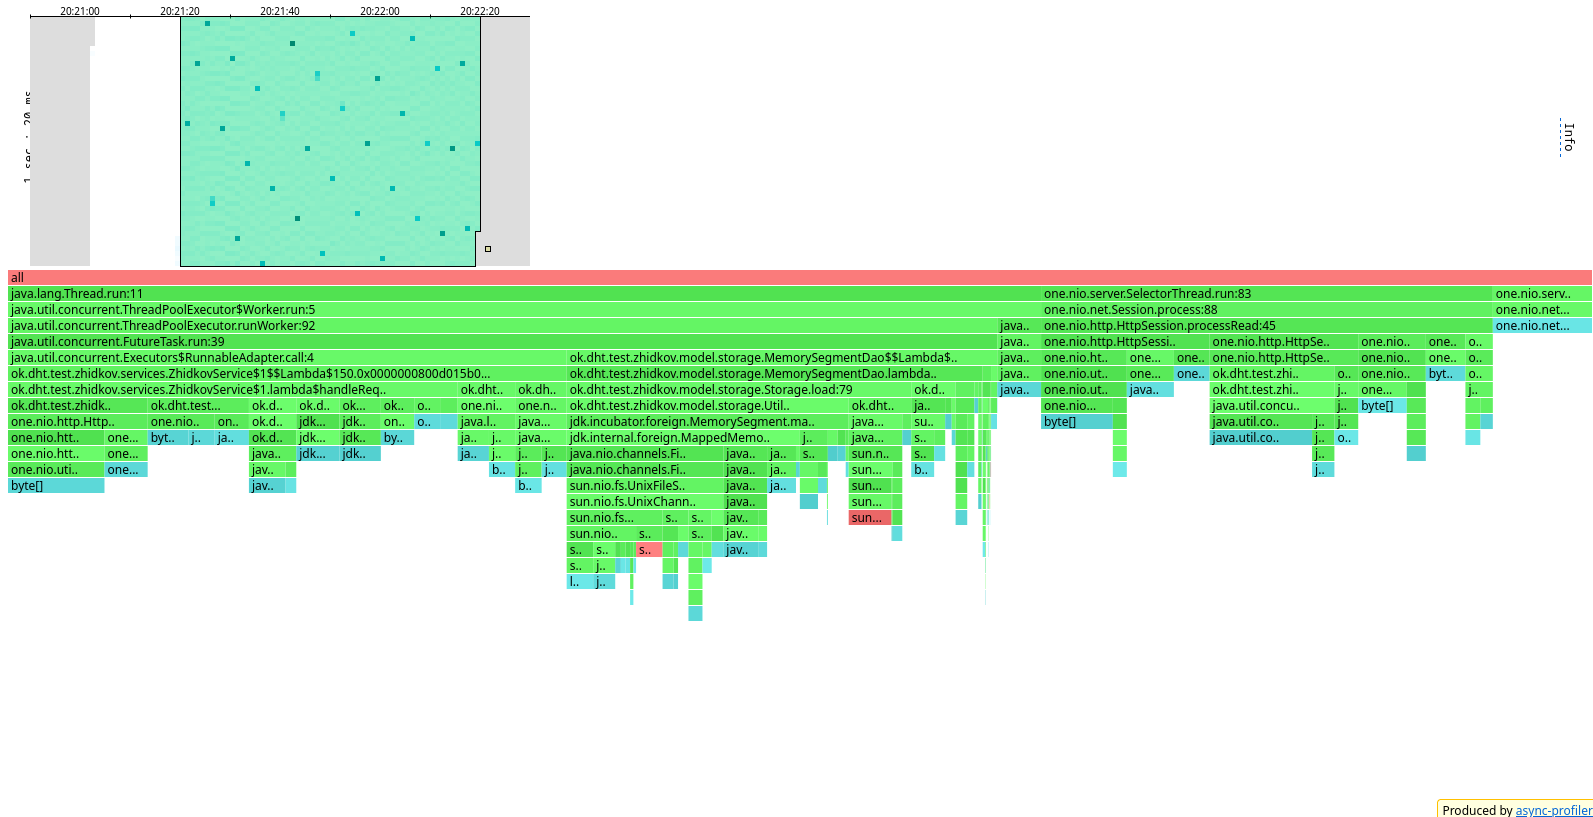 20:21:00 20:21:20 20:21:40 20:22:00 20:22:20
1 sec : 20 ms
Info
all
java.lang.Thread.run:11 one.nio.server.SelectorThread.run:83 one.nio.serv..
java.util.concurrent.ThreadPoolExecutor$Worker.run:5 one.nio.net.Session.process:88 one.nio.net...
java.util.concurrent.ThreadPoolExecutor.runWorker:92 java.. one.nio.http.HttpSession.processRead:45 one.nio.net...
java.util.concurrent.FutureTask.run:39 java.. one.nio.http.HttpSessi.. one.nio.http.HttpSe.. one.nio.. one.. o..
java.util.concurrent.Executors$RunnableAdapter.call:4 ok.dht.test.zhidkov.model.storage.MemorySegmentDao$$Lambda$.. java.. one.nio.ht.. one... one.. one.nio.http.HttpSe.. one.nio.. one.. o..
ok.dht.test.zhidkov.services.ZhidkovService$1$$Lambda$150.0x0000000800d015b0... ok.dht.test.zhidkov.model.storage.MemorySegmentDao.lambda.. java.. one.nio.ut.. one... one.. ok.dht.test.zhi.. o.. one.nio.. byt.. o..
ok.dht.test.zhidkov.services.ZhidkovService$1.lambda$handleReq.. ok.dht.. ok.dh.. ok.dht.test.zhidkov.model.storage.Storage.load:79 ok.d.. java.. one.nio.ut.. java.. ok.dht.test.zhi.. j.. one... j..
ok.dht.test.zhidk.. ok.dht.test... ok.d.. ok.d.. ok... ok.. o.. one.ni.. one.n.. ok.dht.test.zhidkov.model.storage.Util.. ok.dht.. ja.. one.nio... java.util.concu.. j.. byte[]
one.nio.http.Http.. one.nio.. on.. ok.d.. jdk... jdk.. on.. o.. java.l.. java... jdk.incubator.foreign.MemorySegment.ma.. java... su.. byte[] java.util.co.. j.. j..
one.nio.htt.. one... byt.. j.. ja.. ok.d.. jdk... jdk.. by.. ja.. j.. java... jdk.internal.foreign.MappedMemo.. j.. java... s.. java.util.co.. j.. o..
one.nio.htt.. one... java.. jdk... jdk.. ja.. j.. j.. j.. java.nio.channels.Fi.. java.. ja.. s.. sun.n.. s.. j..
one.nio.uti.. one... jav.. b.. j.. j.. java.nio.channels.Fi.. java.. ja.. sun... b.. j..
byte[] jav.. b.. sun.nio.fs.UnixFileS.. java.. ja.. sun...
sun.nio.fs.UnixChann.. java.. sun...
sun.nio.fs... s.. s.. jav.. sun...
sun.nio.. s.. s.. jav..
s.. s.. s.. jav..
s.. j..
l.. j..
Produced by async-profiler